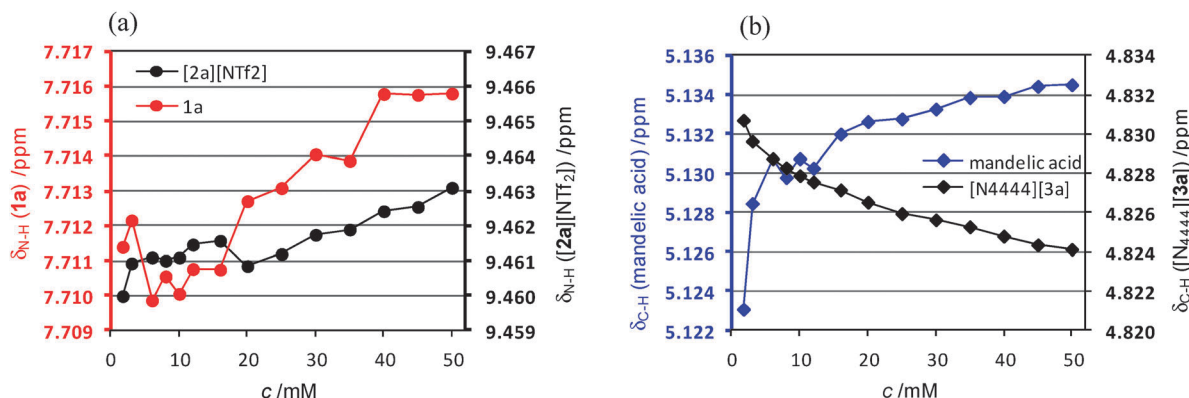 (a)
7.717
7.716
7.715
7.714
7.713
7.712
7.711
7.710
7.709
δN-H (1a) /ppm
[2a][NTf2]
1a
9.467
9.466
9.465
9.464
9.463
9.462
9.461
9.460
9.459
δN-H ([2a][NTf2]) /ppm
0 10 20 30 40 50
c /mM
(b)
5.136
5.134
5.132
5.130
5.128
5.126
5.124
5.122
δC-H (mandelic acid) /ppm
mandelic acid
[N4444][3a]
4.834
4.832
4.830
4.828
4.826
4.824
4.822
4.820
δC-H ([N4444][3a]) /ppm
0 10 20 30 40 50
c /mM